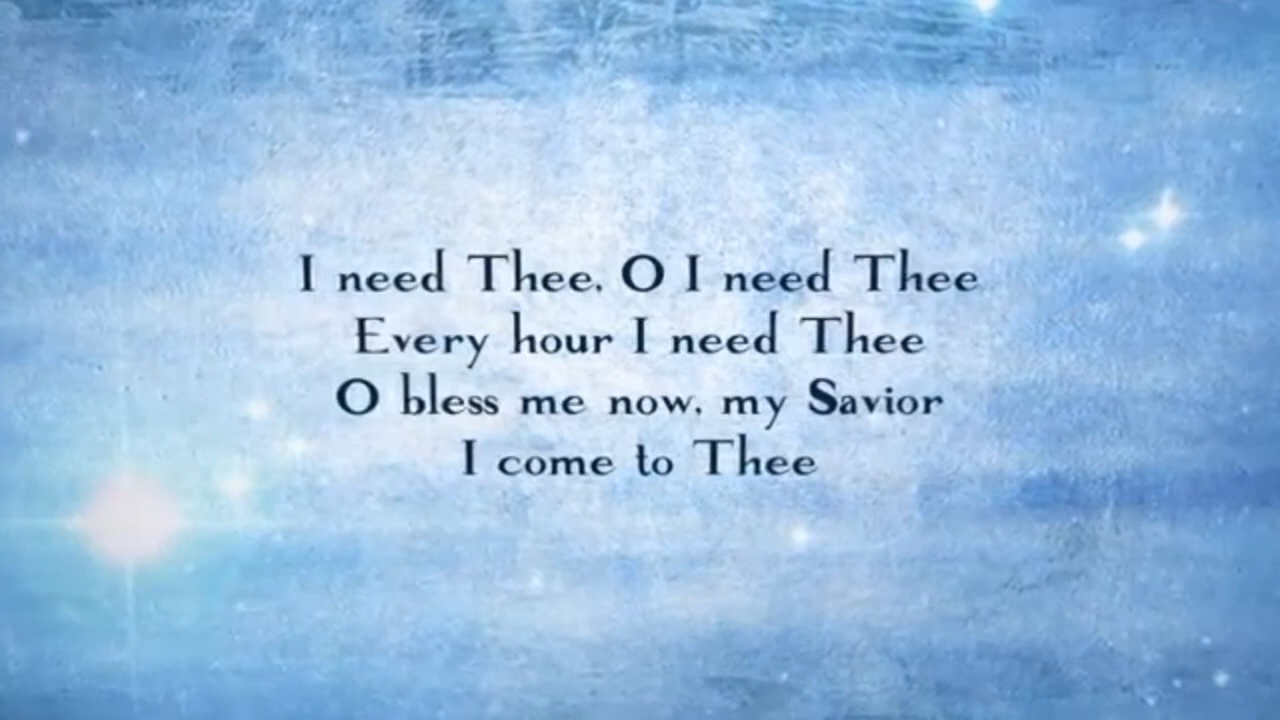 I need Thee, O I need Thee
Every hour I need Thee
O bless me now, my Savior
I come to Thee